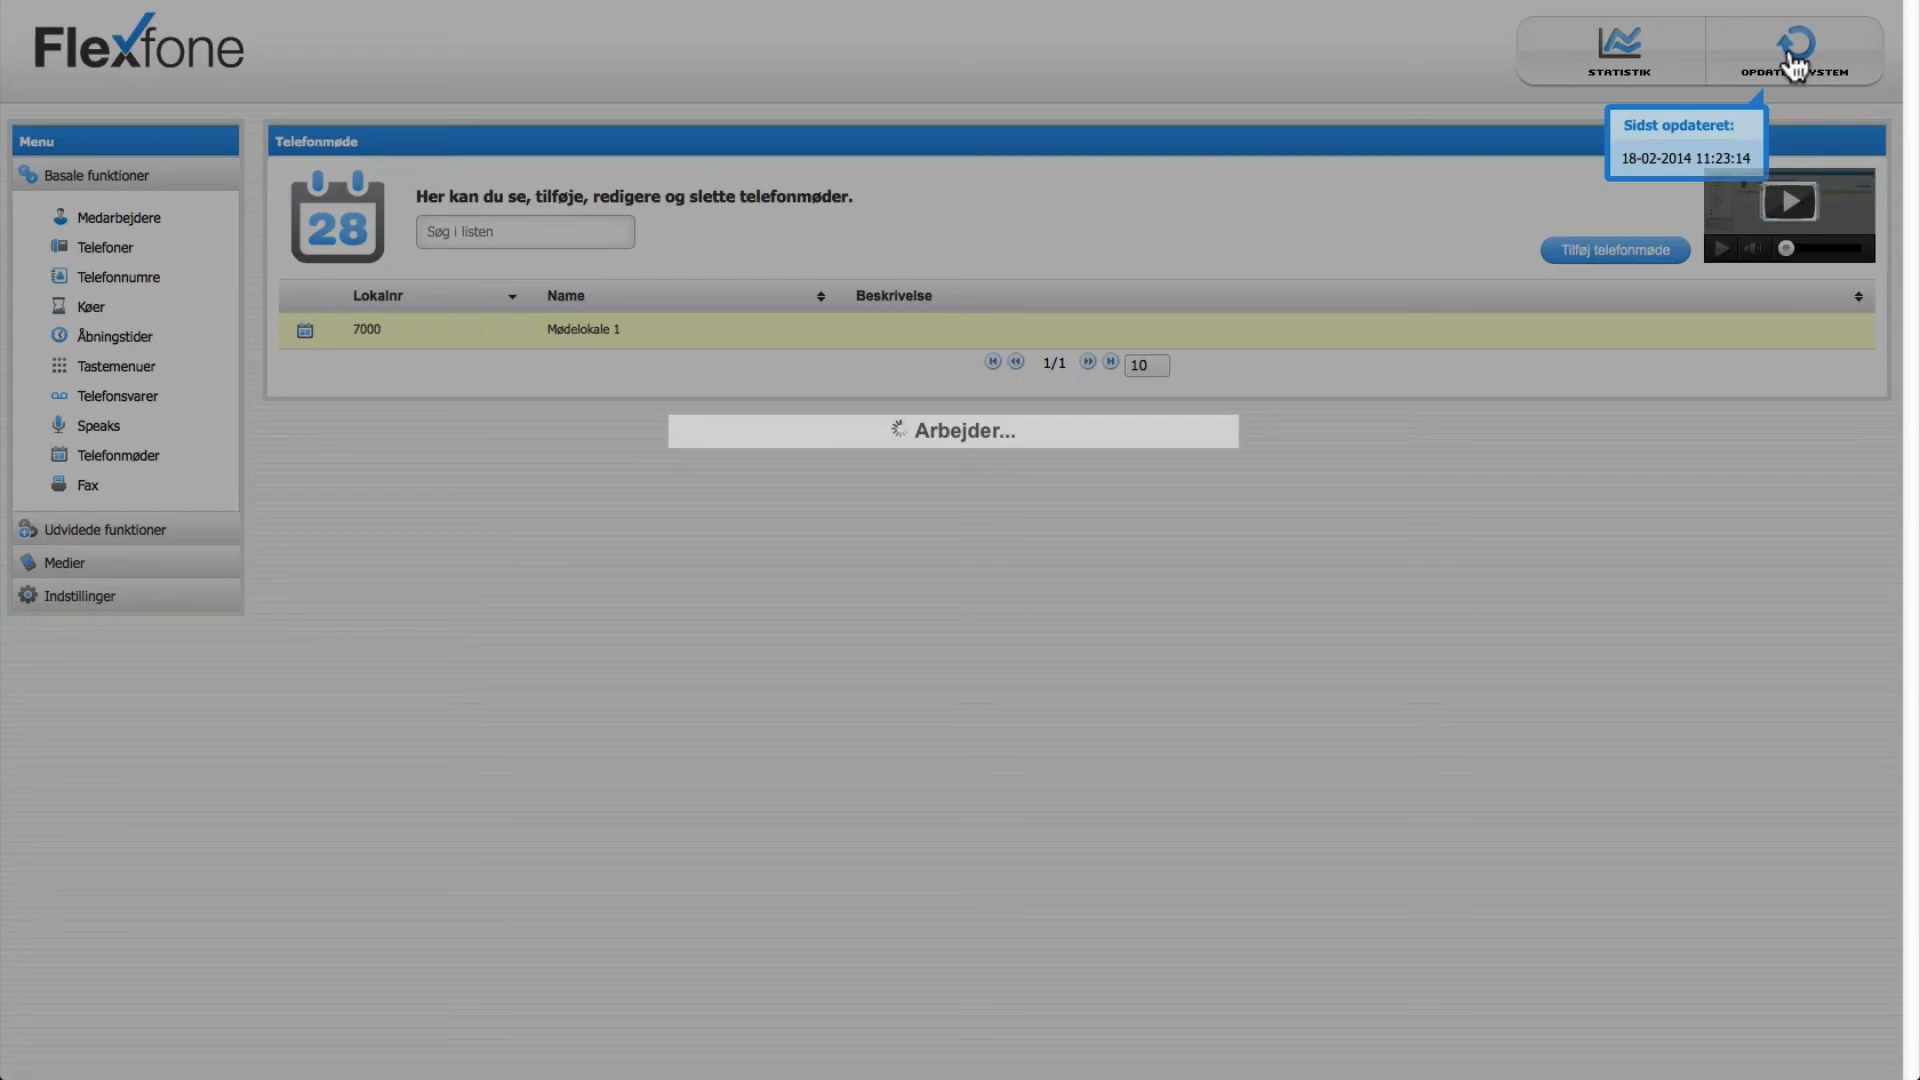 Flexfone
STATISTIK
Sidst opdateret:
18-02-2014 11:23:14
Menu
Basale funktioner
Medarbejdere
Telefoner
Telefonnumre
Køer
Åbningstider
Tastemenuer
Telefonsvarer
Speaks
Telefonmøder
Fax
Udvidede funktioner
Medier
Indstillinger
Telefonmøde
28
Her kan du se, tilføje, redigere og slette telefonmøder.
Søg i listen
Tilføj telefonmøde
Lokalnr Name Beskrivelse
7000 Mødelokale 1
1/1 10
Arbejder...